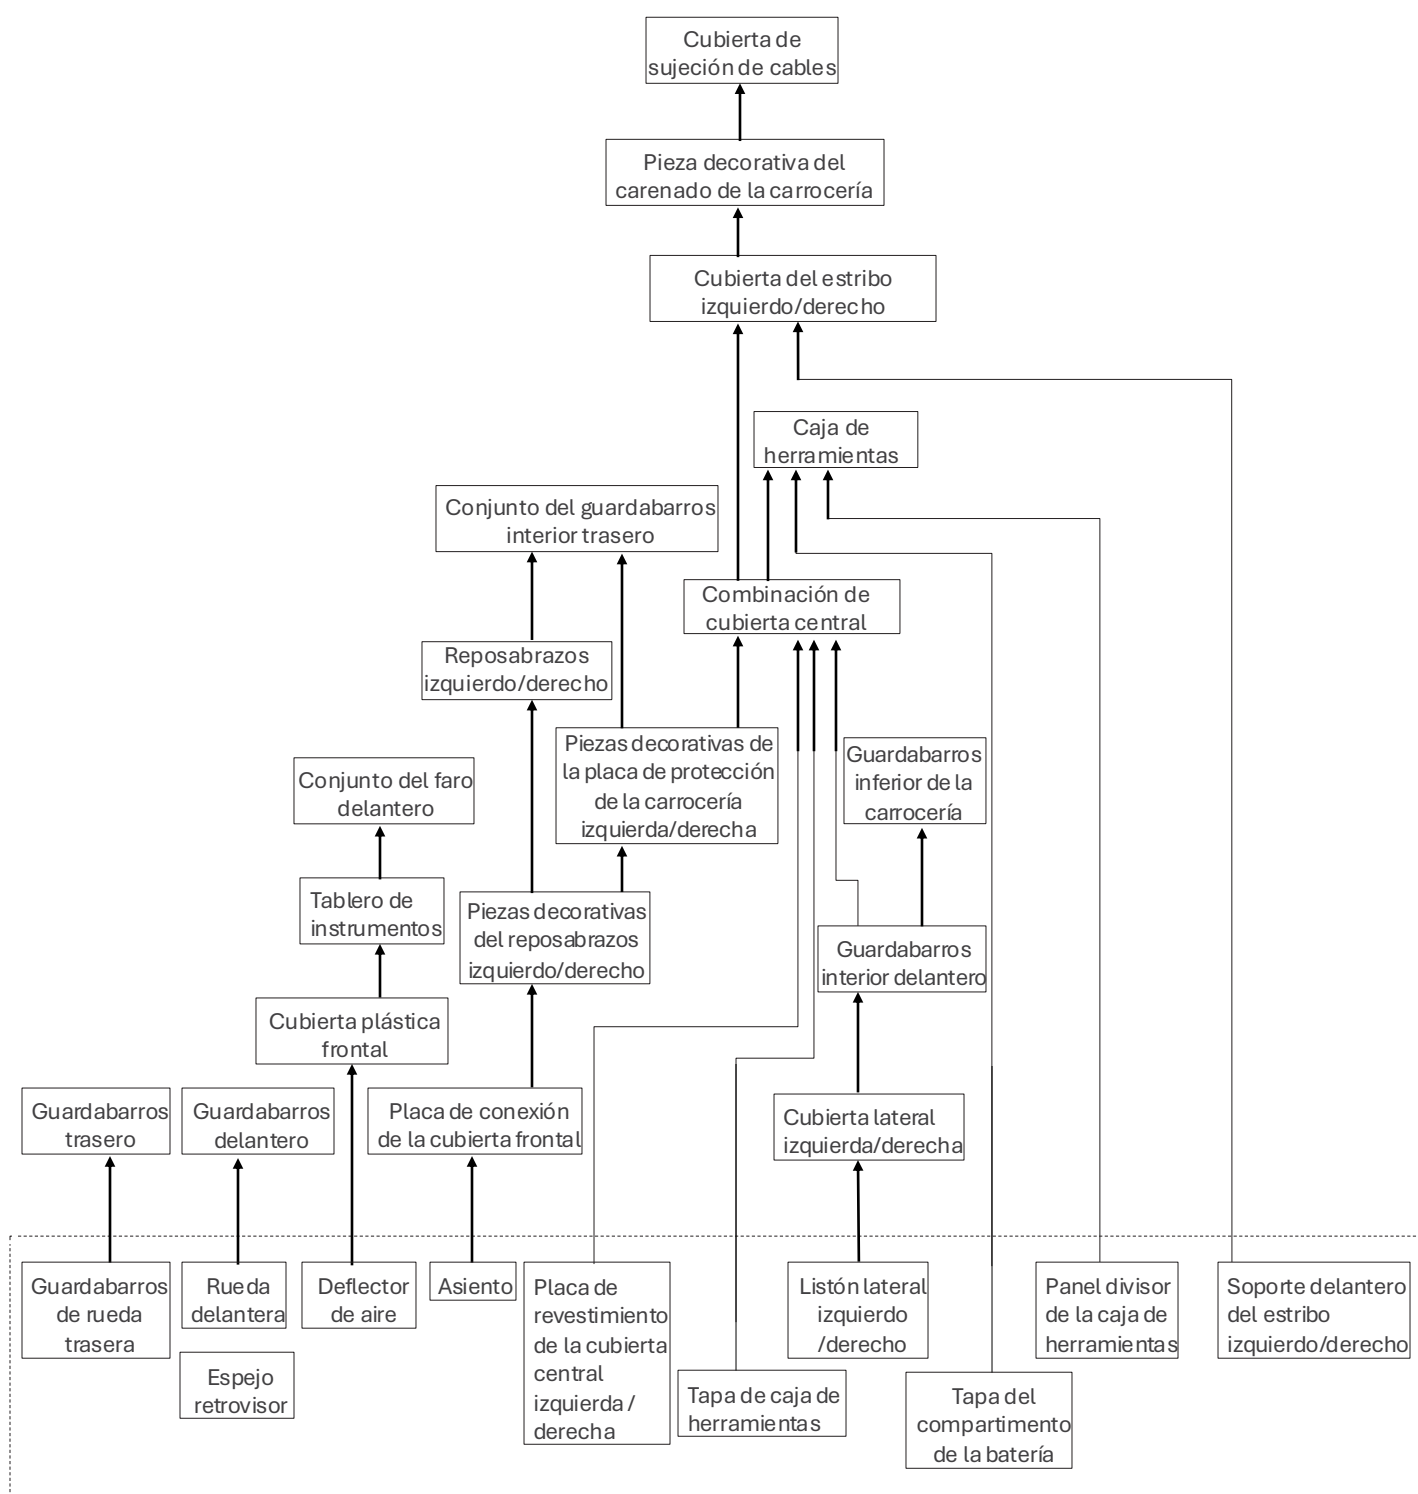 Cubierta de
sujeción de cables
Pieza decorativa del
carenado de la carrocería
Cubierta del estribo
izquierdo/derecho
Caja de
herramientas
Conjunto del guardabarros
interior trasero
Combinación de
cubierta central
Reposabrazos
izquierdo/derecho
Piezas decorativas de
la placa de protección
de la carrocería
izquierda/derecha
Guardabarros
inferior de la
carrocería
Conjunto del faro
delantero
Tablero de
instrumentos
Piezas decorativas
del reposabrazos
izquierdo/derecho
Guardabarros
interior delantero
Cubierta plástica
frontal
Guardabarros
trasero
Guardabarros
delantero
Placa de conexión
de la cubierta frontal
Cubierta lateral
izquierda/derecha
Guardabarros
de rueda
trasera
Rueda
delantera
Deflector
de aire
Asiento
Placa de
revestimiento
de la cubierta
central
izquierda /
derecha
Listón lateral
izquierdo
/derecho
Panel divisor
de la caja de
herramientas
Soporte delantero
del estribo
izquierdo/derecho
Espejo
retrovisor
Tapa de caja de
herramientas
Tapa del
compartimento
de la batería